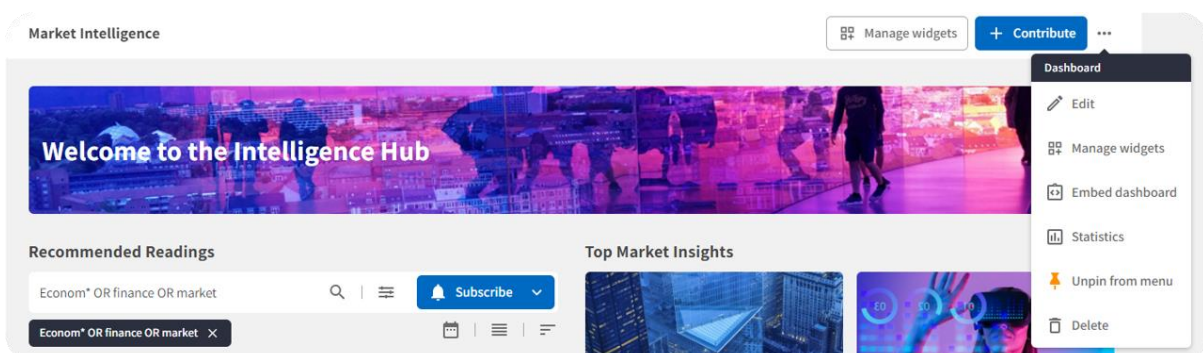 Market Intelligence
Manage widgets
+ Contribute
...
Dashboard
Edit
Manage widgets
Embed dashboard
Statistics
Unpin from menu
Delete
Welcome to the Intelligence Hub
Recommended Readings
Econom* OR finance OR market
Subscribe
Econom* OR finance OR market X
Top Market Insights